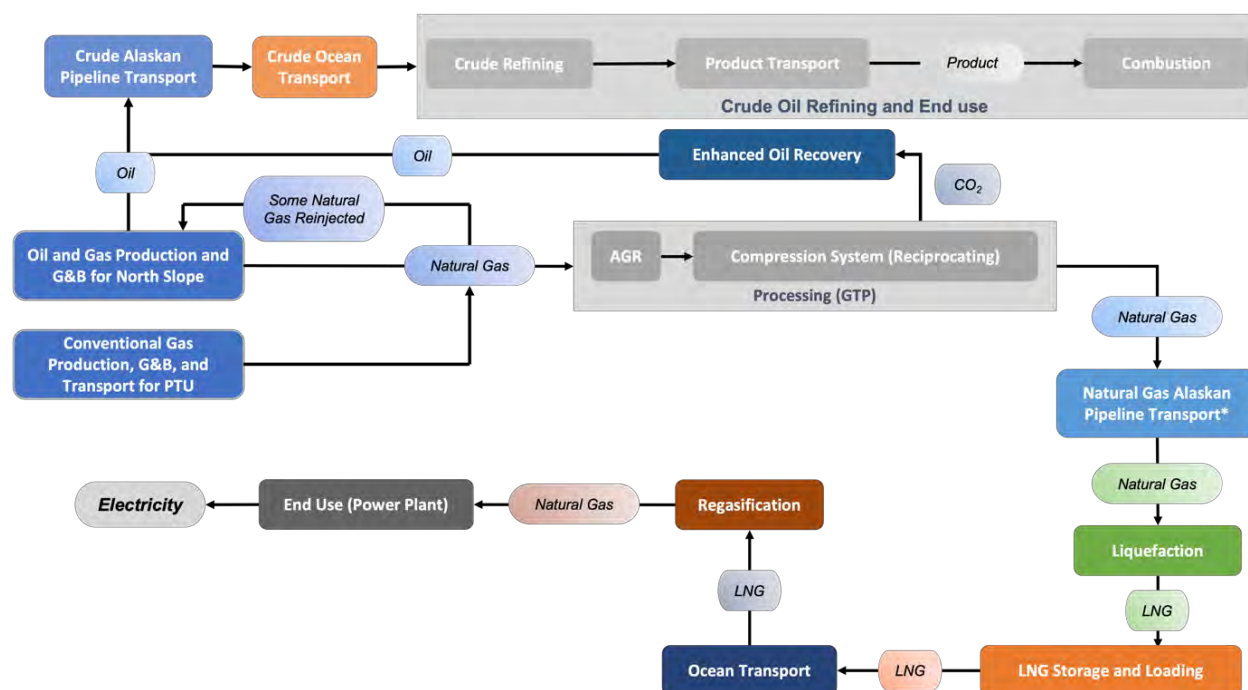 Crude Alaskan
Pipeline Transport
Crude Ocean
Transport
Crude Refining
Product Transport
Product
Combustion
Crude Oil Refining and End use
Oil
Oil
Enhanced Oil Recovery
CO₂
Some Natural
Gas Reinjected
Oil and Gas Production and
G&B for North Slope
Natural Gas
AGR
Compression System (Reciprocating)
Processing (GTP)
Natural Gas
Conventional Gas
Production, G&B, and
Transport for PTU
Natural Gas Alaskan
Pipeline Transport*
Natural Gas
Electricity
End Use (Power Plant)
Natural Gas
Regasification
Liquefaction
LNG
LNG
Ocean Transport
LNG
LNG Storage and Loading